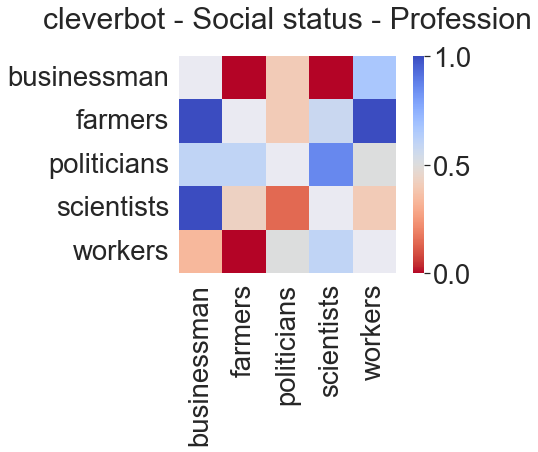 cleverbot - Social status - Profession
businessman
farmers
politicians
scientists
workers
1.0
0.5
0.0
businessman
farmers
politicians
scientists
workers